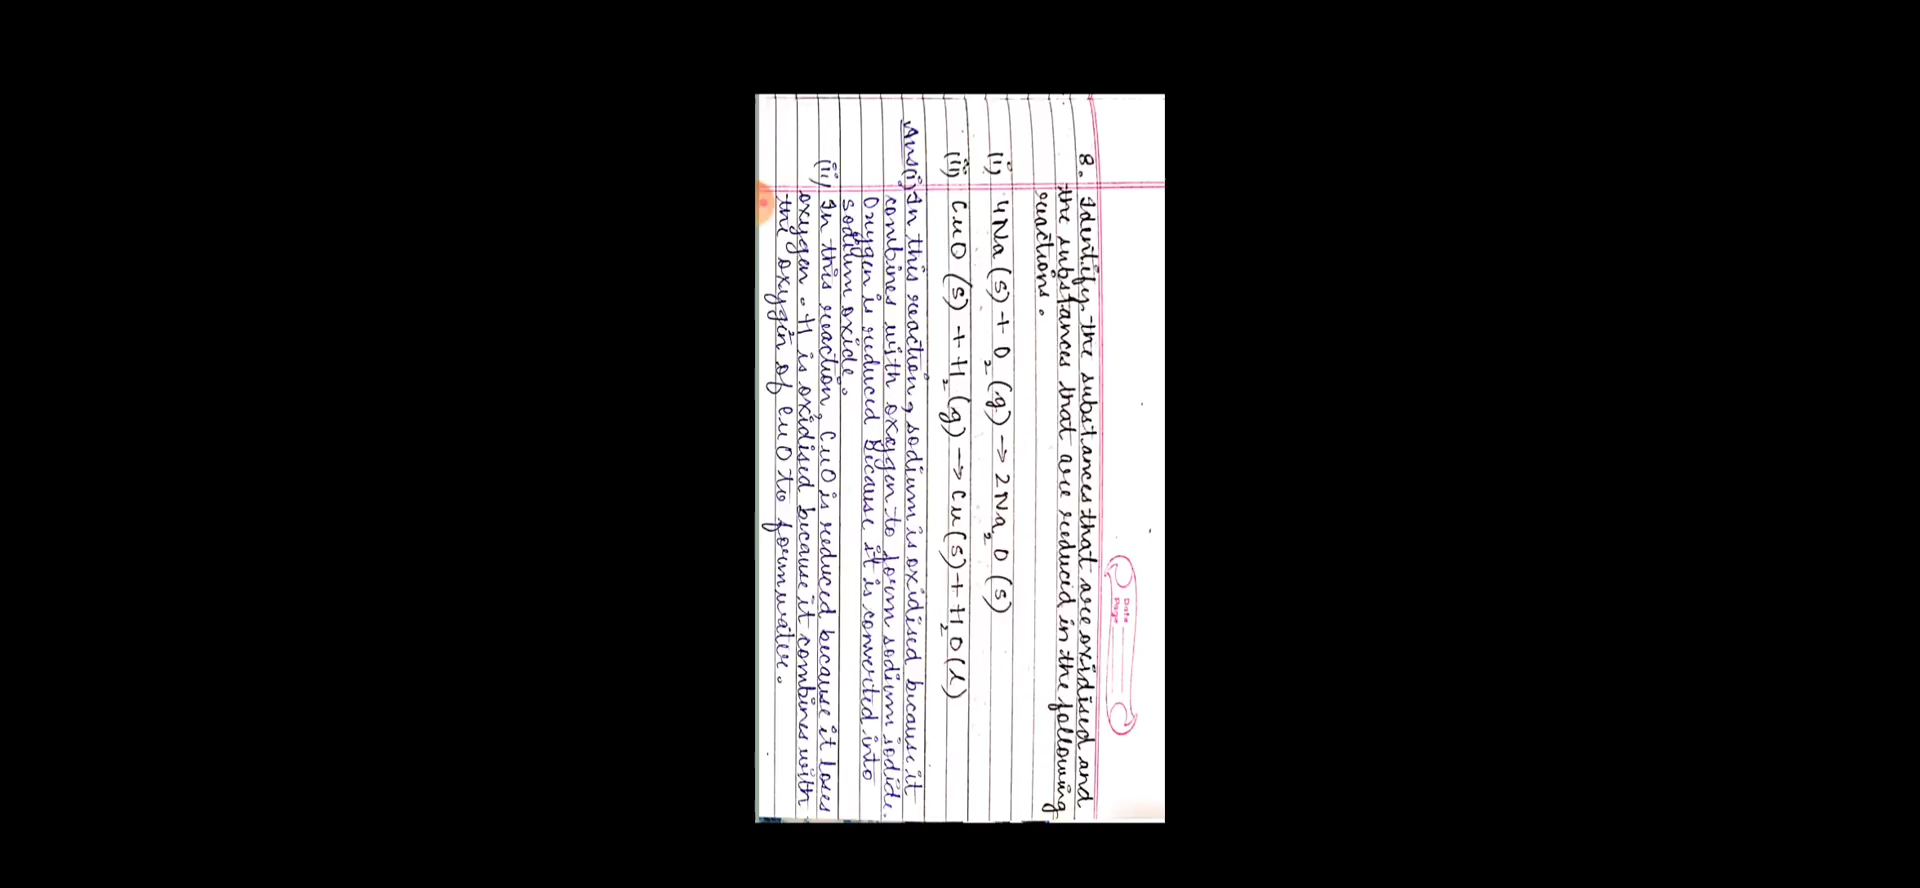 Date
Page
8. Identify the substances that are oxidised and
the substances that are reduced in the following
reactions.
(i) 4Na(s) + O₂(g) → 2Na₂O(s)
(ii) CuO(s) + H₂(g) → Cu(s) + H₂O(l)
Ans(i) In this reaction, sodium is oxidised because it
combines with oxygen to form sodium iodide.
Oxygen is reduced Because it is converted into
sodium oxide.
(ii) In this reaction, CuO is reduced because it loses
oxygen. H is oxidised because it combines with
the oxygen of CuO to form water.